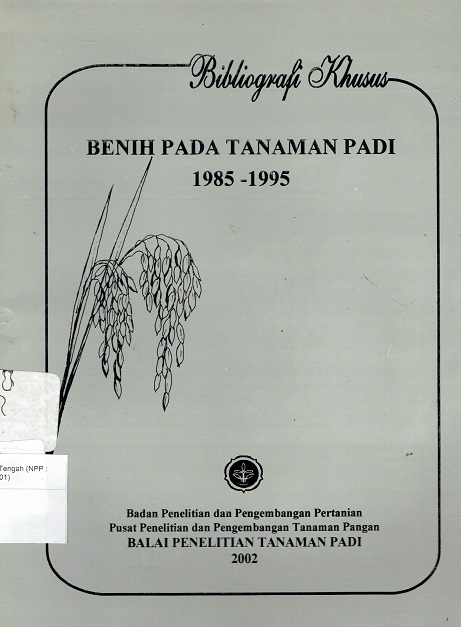 Bibliografi Khusus
BENIH PADA TANAMAN PADI
1985 -1995
Tengah (NPP :
01)
Badan Penelitian dan Pengembangan Pertanian
Pusat Penelitian dan Pengembangan Tanaman Pangan
BALAI PENELITIAN TANAMAN PADI
2002